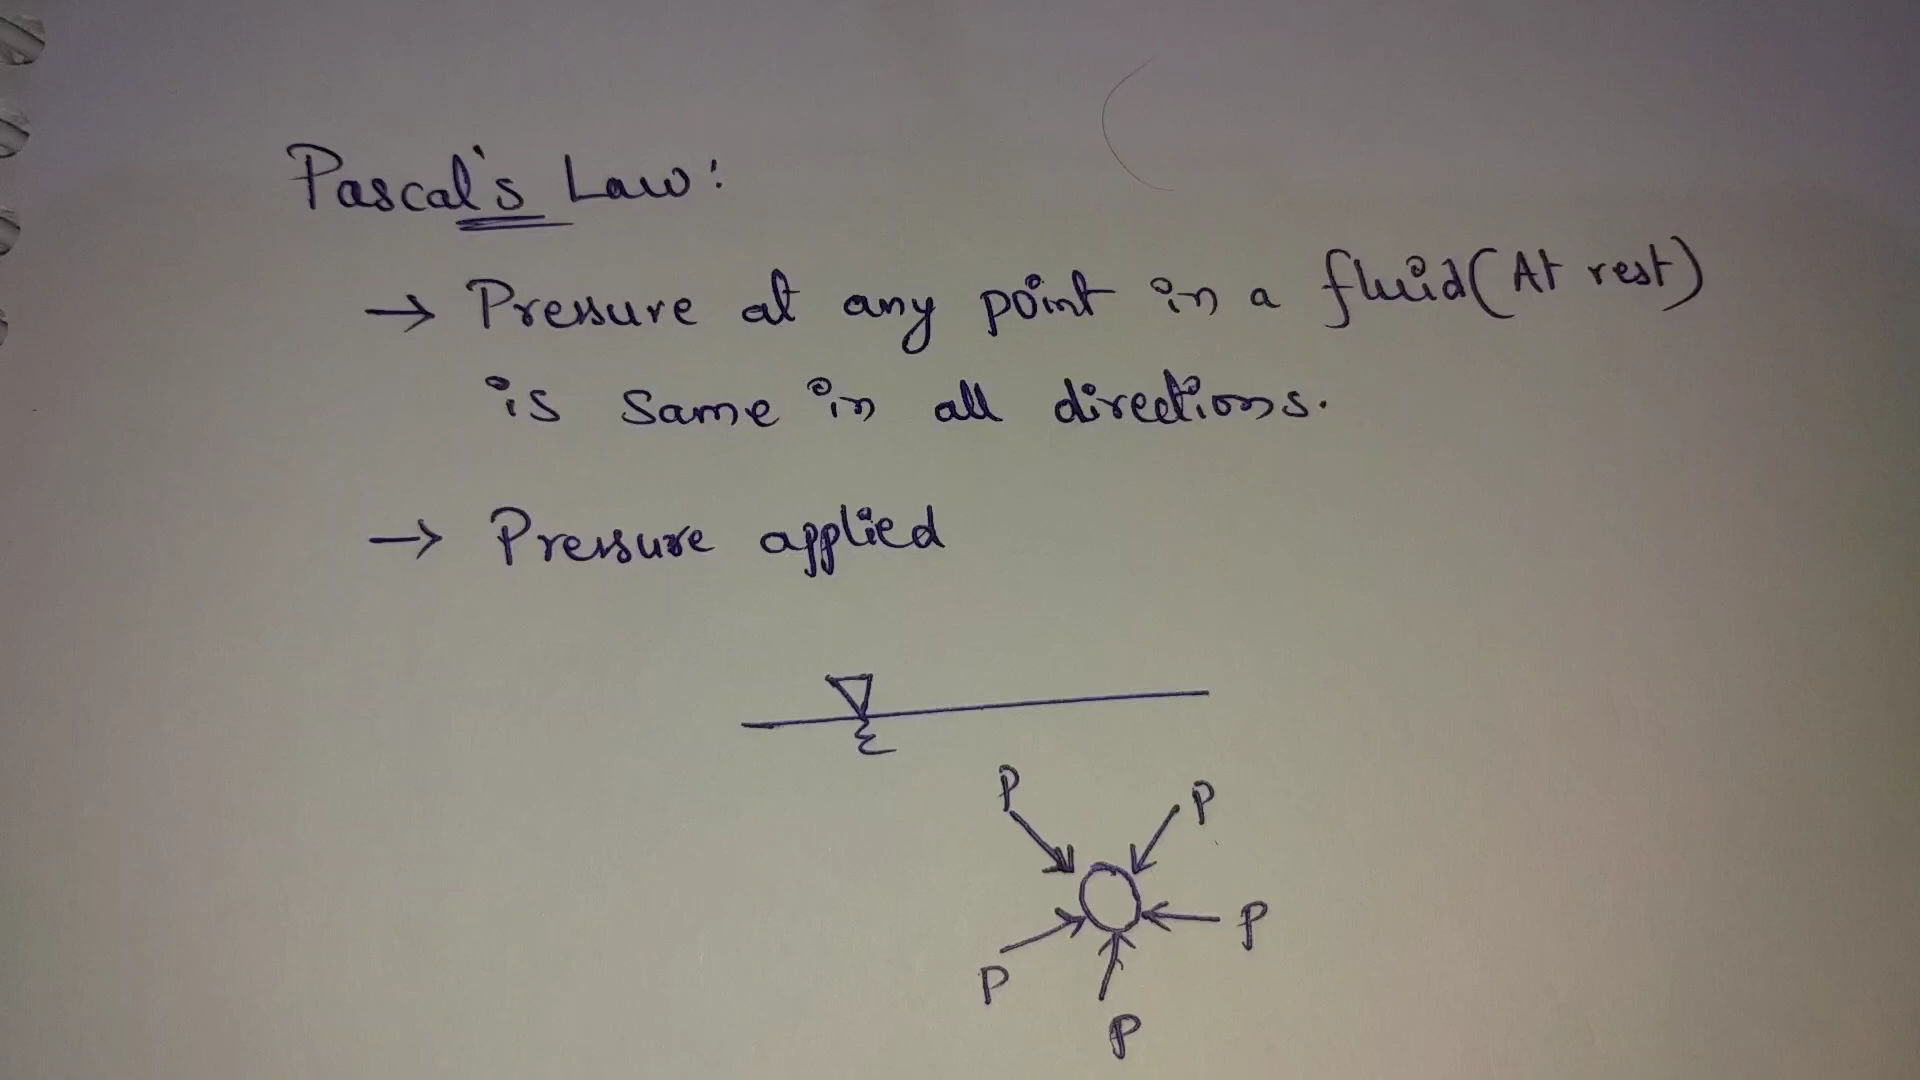 Pascal's Law:
→ Pressure at any point in a fluid (At rest)
is same in all directions.
→ Pressure applied
P P
P
P
P